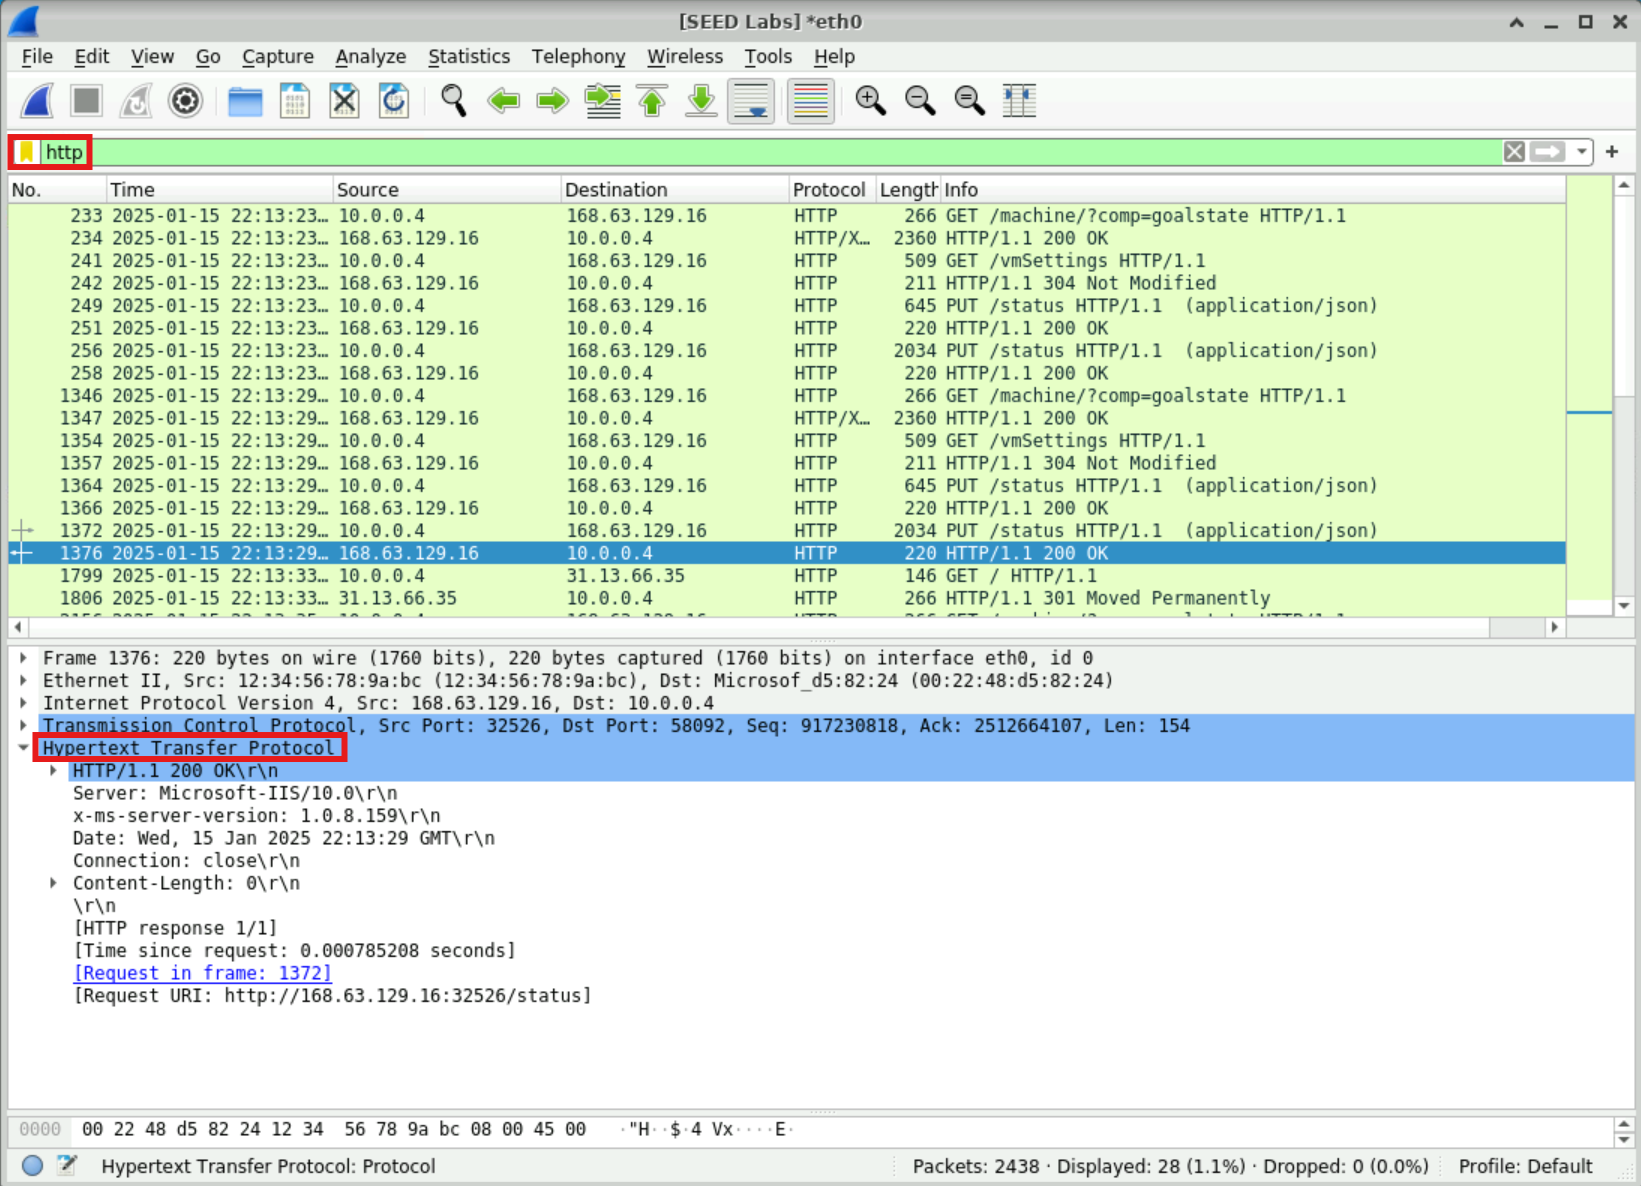 [SEED Labs] *eth0
File Edit View Go Capture Analyze Statistics Telephony Wireless Tools Help
http
No. Time Source Destination Protocol Length Info
233 2025-01-15 22:13:23… 10.0.0.4 168.63.129.16 HTTP 266 GET /machine/?comp=goalstate HTTP/1.1
234 2025-01-15 22:13:23… 168.63.129.16 10.0.0.4 HTTP/X… 2360 HTTP/1.1 200 OK
241 2025-01-15 22:13:23… 10.0.0.4 168.63.129.16 HTTP 509 GET /vmSettings HTTP/1.1
242 2025-01-15 22:13:23… 168.63.129.16 10.0.0.4 HTTP 211 HTTP/1.1 304 Not Modified
249 2025-01-15 22:13:23… 10.0.0.4 168.63.129.16 HTTP 645 PUT /status HTTP/1.1 (application/json)
251 2025-01-15 22:13:23… 168.63.129.16 10.0.0.4 HTTP 220 HTTP/1.1 200 OK
256 2025-01-15 22:13:23… 10.0.0.4 168.63.129.16 HTTP 2034 PUT /status HTTP/1.1 (application/json)
258 2025-01-15 22:13:23… 168.63.129.16 10.0.0.4 HTTP 220 HTTP/1.1 200 OK
1346 2025-01-15 22:13:29… 10.0.0.4 168.63.129.16 HTTP 266 GET /machine/?comp=goalstate HTTP/1.1
1347 2025-01-15 22:13:29… 168.63.129.16 10.0.0.4 HTTP/X… 2360 HTTP/1.1 200 OK
1354 2025-01-15 22:13:29… 10.0.0.4 168.63.129.16 HTTP 509 GET /vmSettings HTTP/1.1
1357 2025-01-15 22:13:29… 168.63.129.16 10.0.0.4 HTTP 211 HTTP/1.1 304 Not Modified
1364 2025-01-15 22:13:29… 10.0.0.4 168.63.129.16 HTTP 645 PUT /status HTTP/1.1 (application/json)
1366 2025-01-15 22:13:29… 168.63.129.16 10.0.0.4 HTTP 220 HTTP/1.1 200 OK
1372 2025-01-15 22:13:29… 10.0.0.4 168.63.129.16 HTTP 2034 PUT /status HTTP/1.1 (application/json)
1376 2025-01-15 22:13:29… 168.63.129.16 10.0.0.4 HTTP 220 HTTP/1.1 200 OK
1799 2025-01-15 22:13:33… 10.0.0.4 31.13.66.35 HTTP 146 GET / HTTP/1.1
1806 2025-01-15 22:13:33… 31.13.66.35 10.0.0.4 HTTP 266 HTTP/1.1 301 Moved Permanently
Frame 1376: 220 bytes on wire (1760 bits), 220 bytes captured (1760 bits) on interface eth0, id 0
Ethernet II, Src: 12:34:56:78:9a:bc (12:34:56:78:9a:bc), Dst: Microsof_d5:82:24 (00:22:48:d5:82:24)
Internet Protocol Version 4, Src: 168.63.129.16, Dst: 10.0.0.4
Transmission Control Protocol, Src Port: 32526, Dst Port: 58092, Seq: 917230818, Ack: 2512664107, Len: 154
Hypertext Transfer Protocol
HTTP/1.1 200 OK\r\n
Server: Microsoft-IIS/10.0\r\n
x-ms-server-version: 1.0.8.159\r\n
Date: Wed, 15 Jan 2025 22:13:29 GMT\r\n
Connection: close\r\n
Content-Length: 0\r\n
\r\n
[HTTP response 1/1]
[Time since request: 0.000785208 seconds]
[Request in frame: 1372]
[Request URI: http://168.63.129.16:32526/status]
0000 00 22 48 d5 82 24 12 34 56 78 9a bc 08 00 45 00 ·"H··$·4 Vx····E·
Hypertext Transfer Protocol: Protocol Packets: 2438 · Displayed: 28 (1.1%) · Dropped: 0 (0.0%) Profile: Default